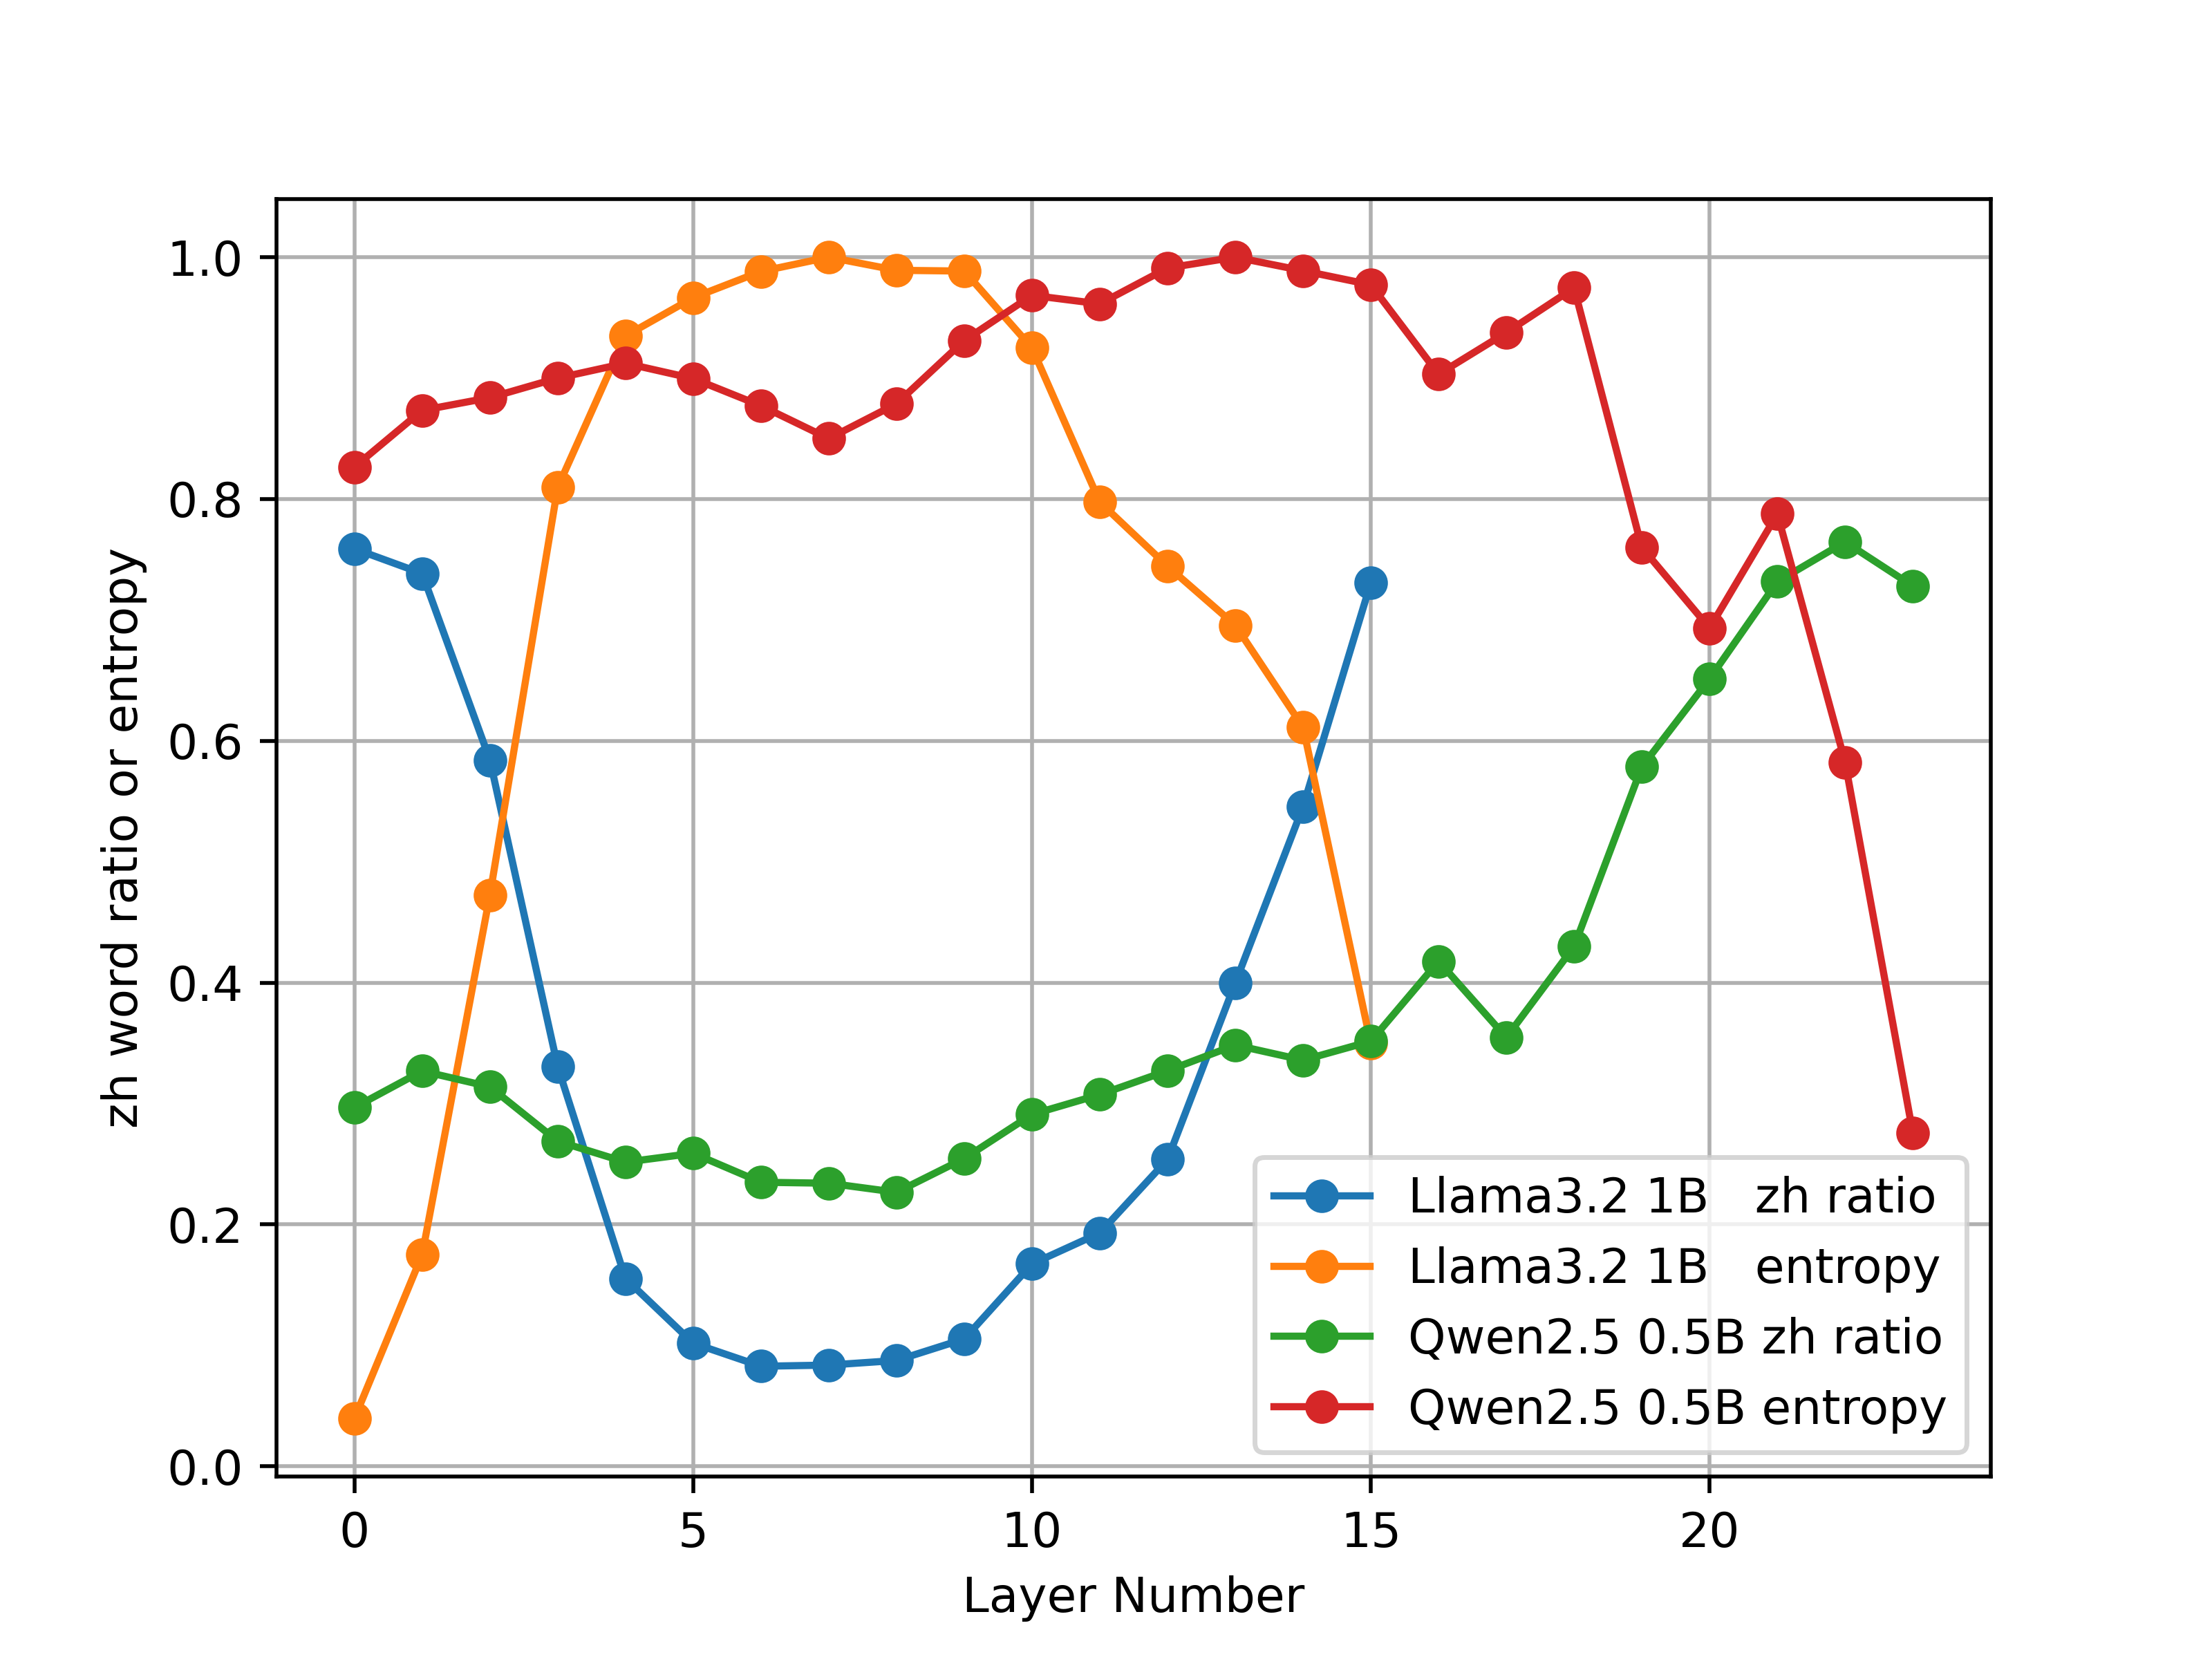 1.0
0.8
0.6
0.4
0.2
0.0
zh word ratio or entropy
0 5 10 15 20
Layer Number
Llama3.2 1B   zh ratio
Llama3.2 1B   entropy
Qwen2.5 0.5B zh ratio
Qwen2.5 0.5B entropy